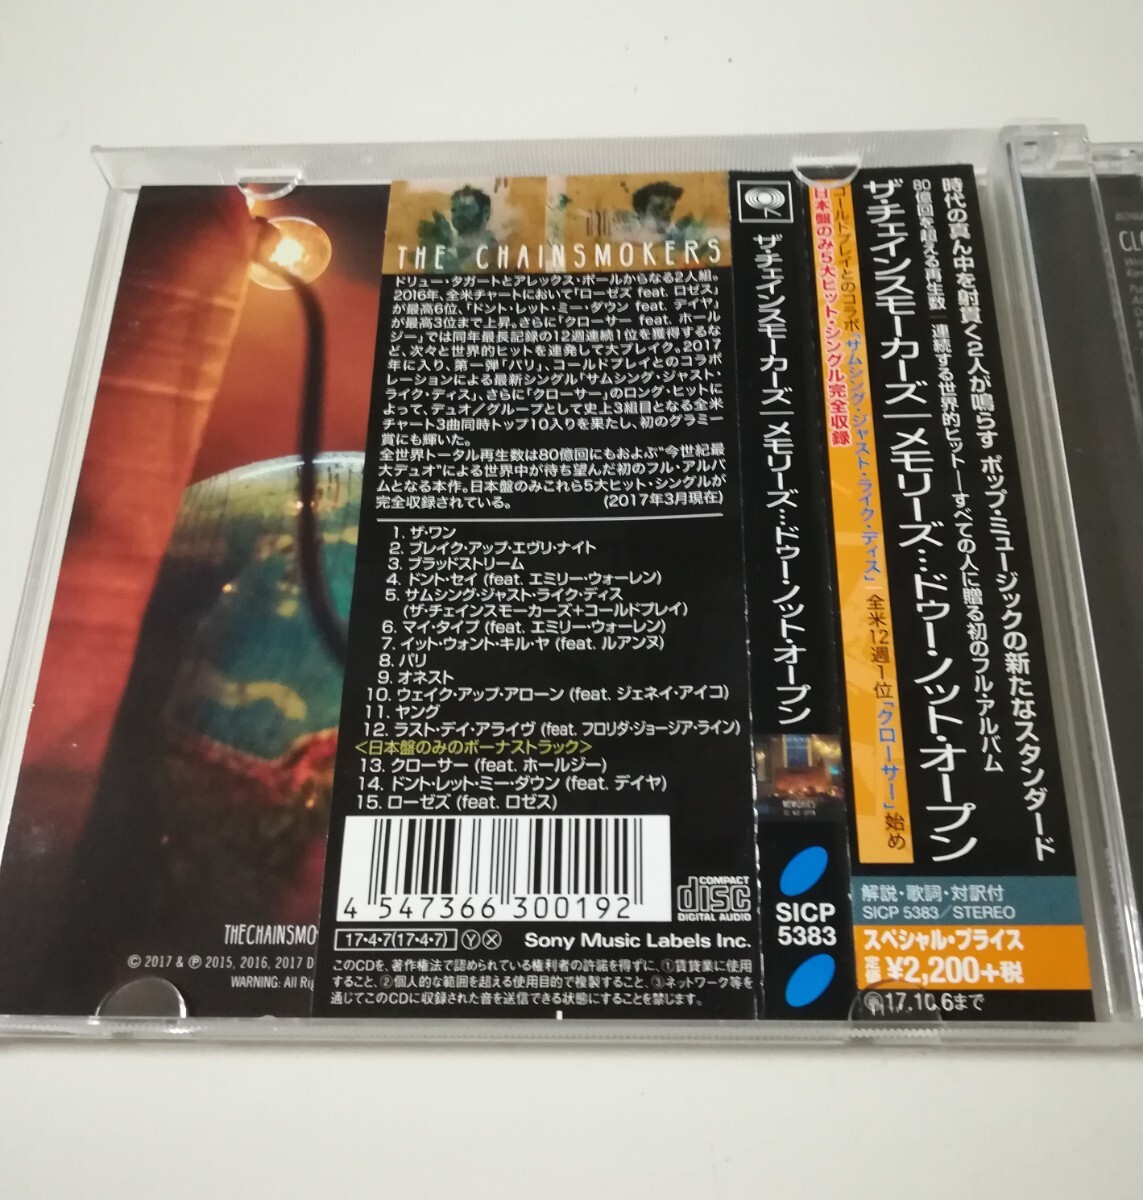 THE CHAINSMOKERS
ドリュー・タガートとアレックス・ポールからなる2人組。
2016年、全米チャートにおいて「ローゼズ feat. ロゼス」
が最高6位、「ドント・レット・ミー・ダウン feat. デイヤ」
が最高3位まで上昇。さらに「クローサー feat. ホール
ジー」では同年最長記録の12週連続1位を獲得するな
ど、次々と世界的ヒットを連発して大ブレイク。2017
年に入り、第一弾「パリ」、コールドプレイとのコラボ
レーションによる最新シングル「サムシング・ジャスト・
ライク・ディス」、さらに「クローサー」のロング・ヒットに
よって、デュオ/グループとして史上3組目となる全米
チャート3曲同時トップ10入りを果たし、初のグラミー
賞にも輝いた。
全世界トータル再生数は80億回にもおよぶ"今世紀最
大デュオ"による世界中が待ち望んだ初のフル・アルバ
ムとなる本作。日本盤のみこれら5大ヒット・シングルが
完全収録されている。 (2017年3月現在)
1. ザ・ワン
2. ブレイク・アップ・エヴリ・ナイト
3. ブラッドストリーム
4. ドント・セイ (feat. エミリー・ウォーレン)
5. サムシング・ジャスト・ライク・ディス
(ザ・チェインスモーカーズ+コールドプレイ)
6. マイ・タイプ (feat. エミリー・ウォーレン)
7. イット・ウォント・キル・ヤ (feat. ルアンヌ)
8. パリ
9. オネスト
10. ウェイク・アップ・アローン (feat. ジェネイ・アイコ)
11. ヤング
12. ラスト・デイ・アライヴ (feat. フロリダ・ジョージア・ライン)
<日本盤のみのボーナストラック>
13. クローサー (feat. ホールジー)
14. ドント・レット・ミー・ダウン (feat. デイヤ)
15. ローゼズ (feat. ロゼス)
4 547366 300192
COMPACT
disc
DIGITAL AUDIO
17・4・7(17・4・7) Y X Sony Music Labels Inc.
このCDを、著作権法で認められている権利者の許諾を得ずに、①賃貸業に使用
すること、②個人的な範囲を超える使用目的で複製すること、③ネットワーク等を
通じてこのCDに収録された音を送信できる状態にすることを禁じます。
THECHAINSMO
© 2017 & ℗ 2015, 2016, 2017 D
WARNING: All Rig
ザ・チェインスモーカーズ|メモリーズ...ドゥー・ノット・オープン
MEMORIES
DO NOT OPEN
SICP
5383
時代の真ん中を射貫く2人が鳴らす ポップ・ミュージックの新たなスタンダード
80億回を超える再生数|連続する世界的ヒット―すべての人に贈る初のフル・アルバム
ザ・チェインスモーカーズ|メモリーズ...ドゥー・ノット・オープン
コールドプレイとのコラボ「サムシング・ジャスト・ライク・ディス」|全米12週1位「クローサー」始め
日本盤のみ5大ヒット・シングル完全収録
解説・歌詞・対訳付
SICP 5383/STEREO
スペシャル・プライス
定価¥2,200+税
17.10.6まで